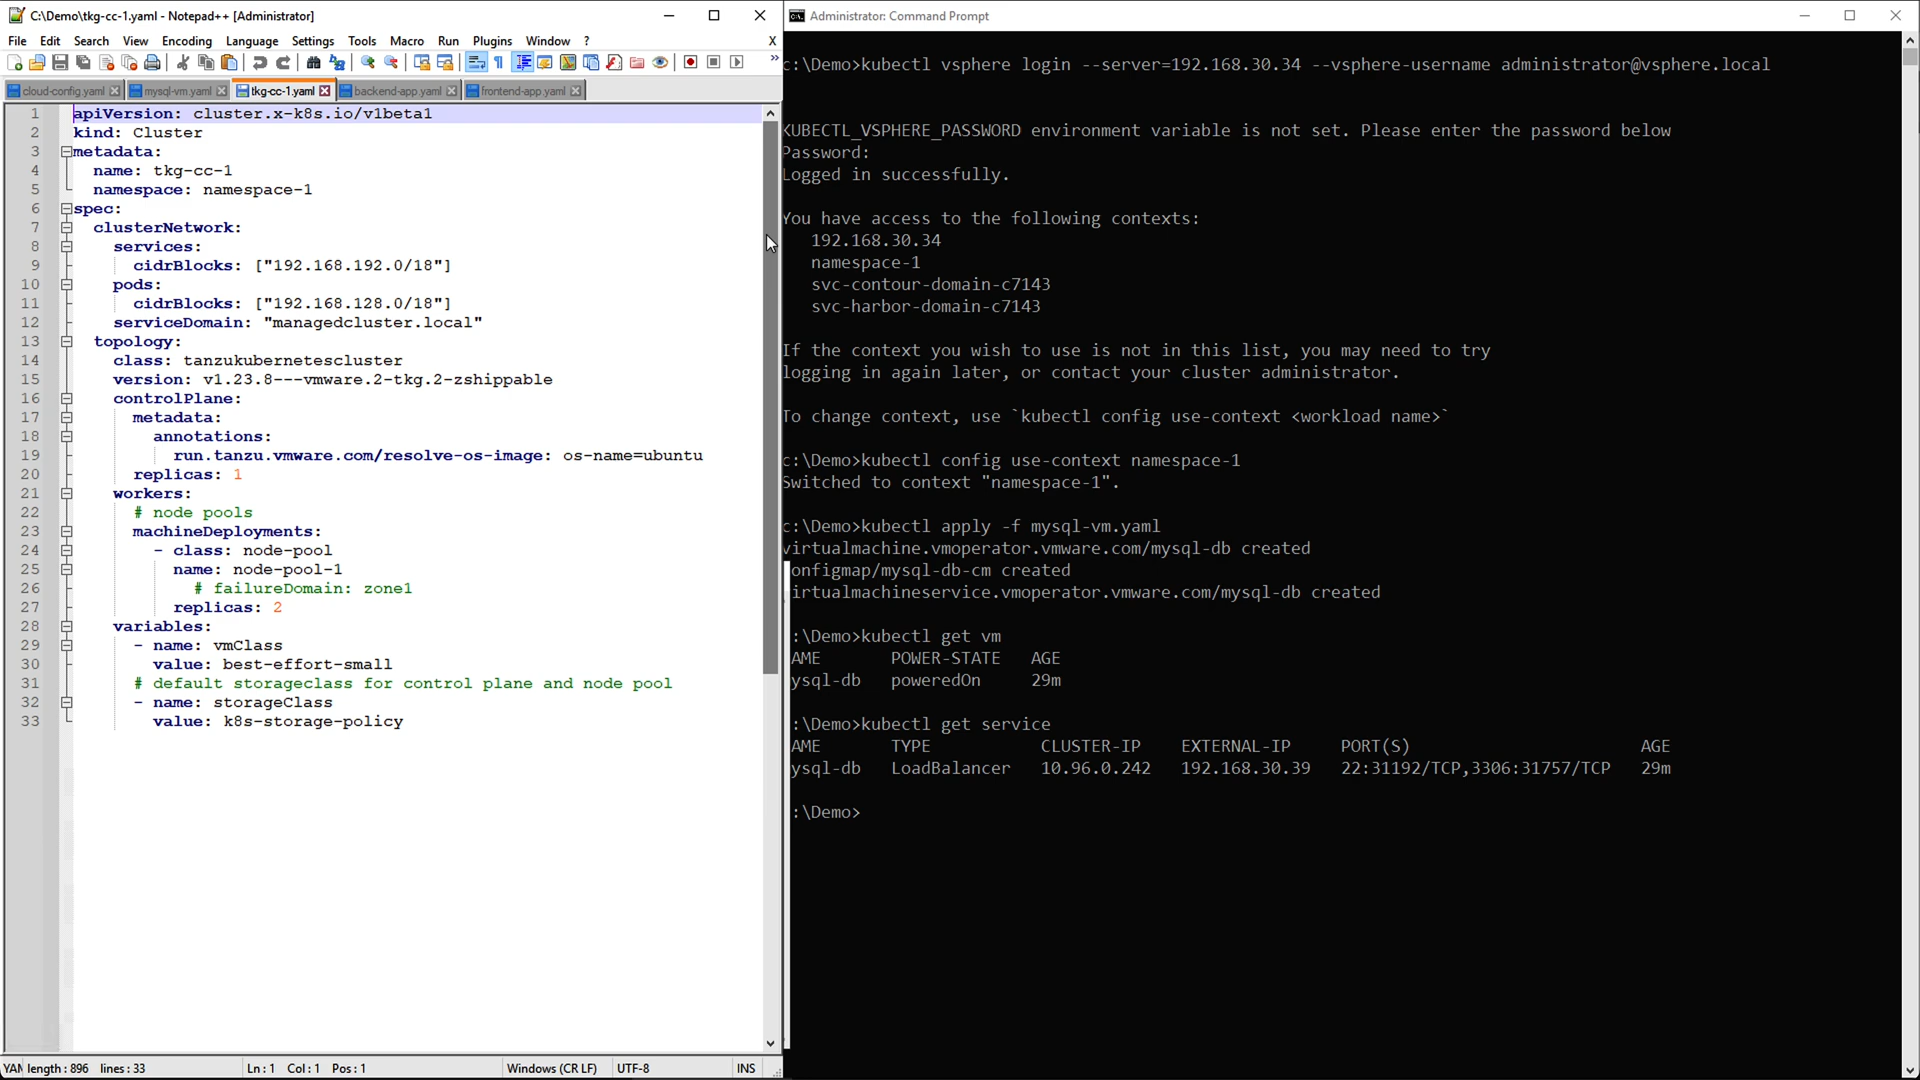 C:\Demo\tkg-cc-1.yaml - Notepad++ [Administrator]
File Edit Search View Encoding Language Settings Tools Macro Run Plugins Window ? X
cloud-config.yaml mysql-vm.yaml tkg-cc-1.yaml backend-app.yaml frontend-app.yaml
1 apiVersion: cluster.x-k8s.io/v1beta1
2 kind: Cluster
3 metadata:
4 name: tkg-cc-1
5 namespace: namespace-1
6 spec:
7 clusterNetwork:
8 services:
9 cidrBlocks: ["192.168.192.0/18"]
10 pods:
11 cidrBlocks: ["192.168.128.0/18"]
12 serviceDomain: "managedcluster.local"
13 topology:
14 class: tanzukubernetescluster
15 version: v1.23.8---vmware.2-tkg.2-zshippable
16 controlPlane:
17 metadata:
18 annotations:
19 run.tanzu.vmware.com/resolve-os-image: os-name=ubuntu
20 replicas: 1
21 workers:
22 # node pools
23 machineDeployments:
24 - class: node-pool
25 name: node-pool-1
26 # failureDomain: zone1
27 replicas: 2
28 variables:
29 - name: vmClass
30 value: best-effort-small
31 # default storageclass for control plane and node pool
32 - name: storageClass
33 value: k8s-storage-policy
YAM length : 896 lines : 33 Ln : 1 Col : 1 Pos : 1 Windows (CR LF) UTF-8 INS
Administrator: Command Prompt
c:\Demo>kubectl vsphere login --server=192.168.30.34 --vsphere-username administrator@vsphere.local
KUBECTL_VSPHERE_PASSWORD environment variable is not set. Please enter the password below
Password:
Logged in successfully.
You have access to the following contexts:
192.168.30.34
namespace-1
svc-contour-domain-c7143
svc-harbor-domain-c7143
If the context you wish to use is not in this list, you may need to try
logging in again later, or contact your cluster administrator.
To change context, use `kubectl config use-context <workload name>`
c:\Demo>kubectl config use-context namespace-1
Switched to context "namespace-1".
c:\Demo>kubectl apply -f mysql-vm.yaml
virtualmachine.vmoperator.vmware.com/mysql-db created
onfigmap/mysql-db-cm created
irtualmachineservice.vmoperator.vmware.com/mysql-db created
:\Demo>kubectl get vm
AME POWER-STATE AGE
ysql-db poweredOn 29m
:\Demo>kubectl get service
AME TYPE CLUSTER-IP EXTERNAL-IP PORT(S) AGE
ysql-db LoadBalancer 10.96.0.242 192.168.30.39 22:31192/TCP,3306:31757/TCP 29m
:\Demo>